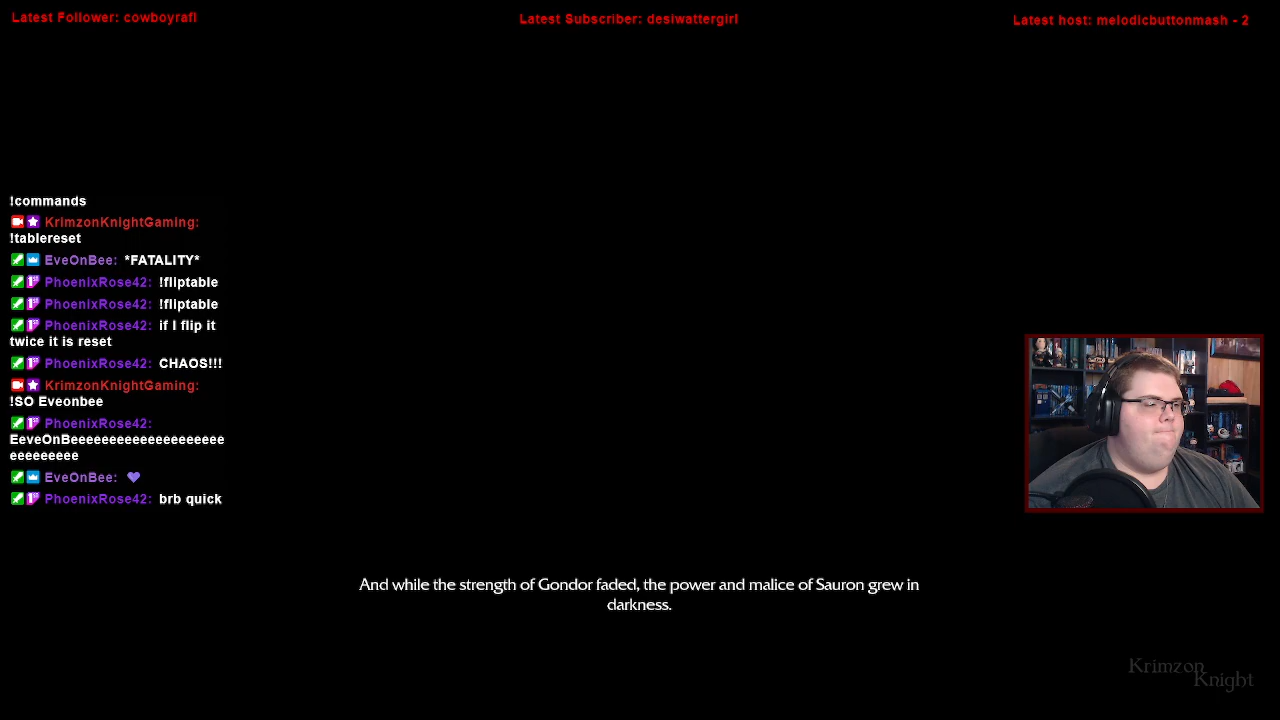 Latest Follower: cowboyrafi
Latest Subscriber: desiwattergirl
Latest host: melodicbuttonmash - 2
!commands
KrimzonKnightGaming:
!tablereset
EveOnBee: *FATALITY*
PhoenixRose42: !fliptable
PhoenixRose42: !fliptable
PhoenixRose42: if I flip it
twice it is reset
PhoenixRose42: CHAOS!!!
KrimzonKnightGaming:
!SO Eveonbee
PhoenixRose42:
EeveOnBeeeeeeeeeeeeeeeeeeee
eeeeeeeee
EveOnBee: 💜
PhoenixRose42: brb quick
And while the strength of Gondor faded, the power and malice of Sauron grew in
darkness.
Krimzon
Knight